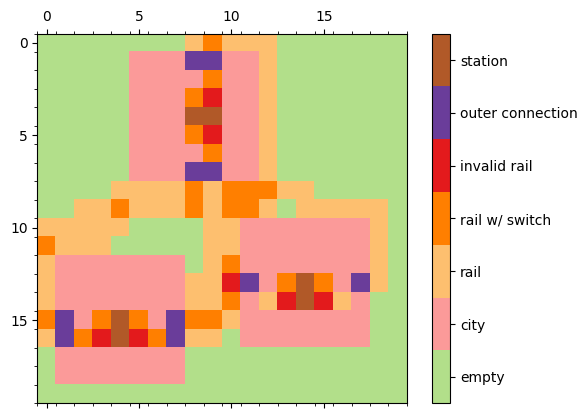 0 5 10 15
0
5
10
15
station
outer connection
invalid rail
rail w/ switch
rail
city
empty